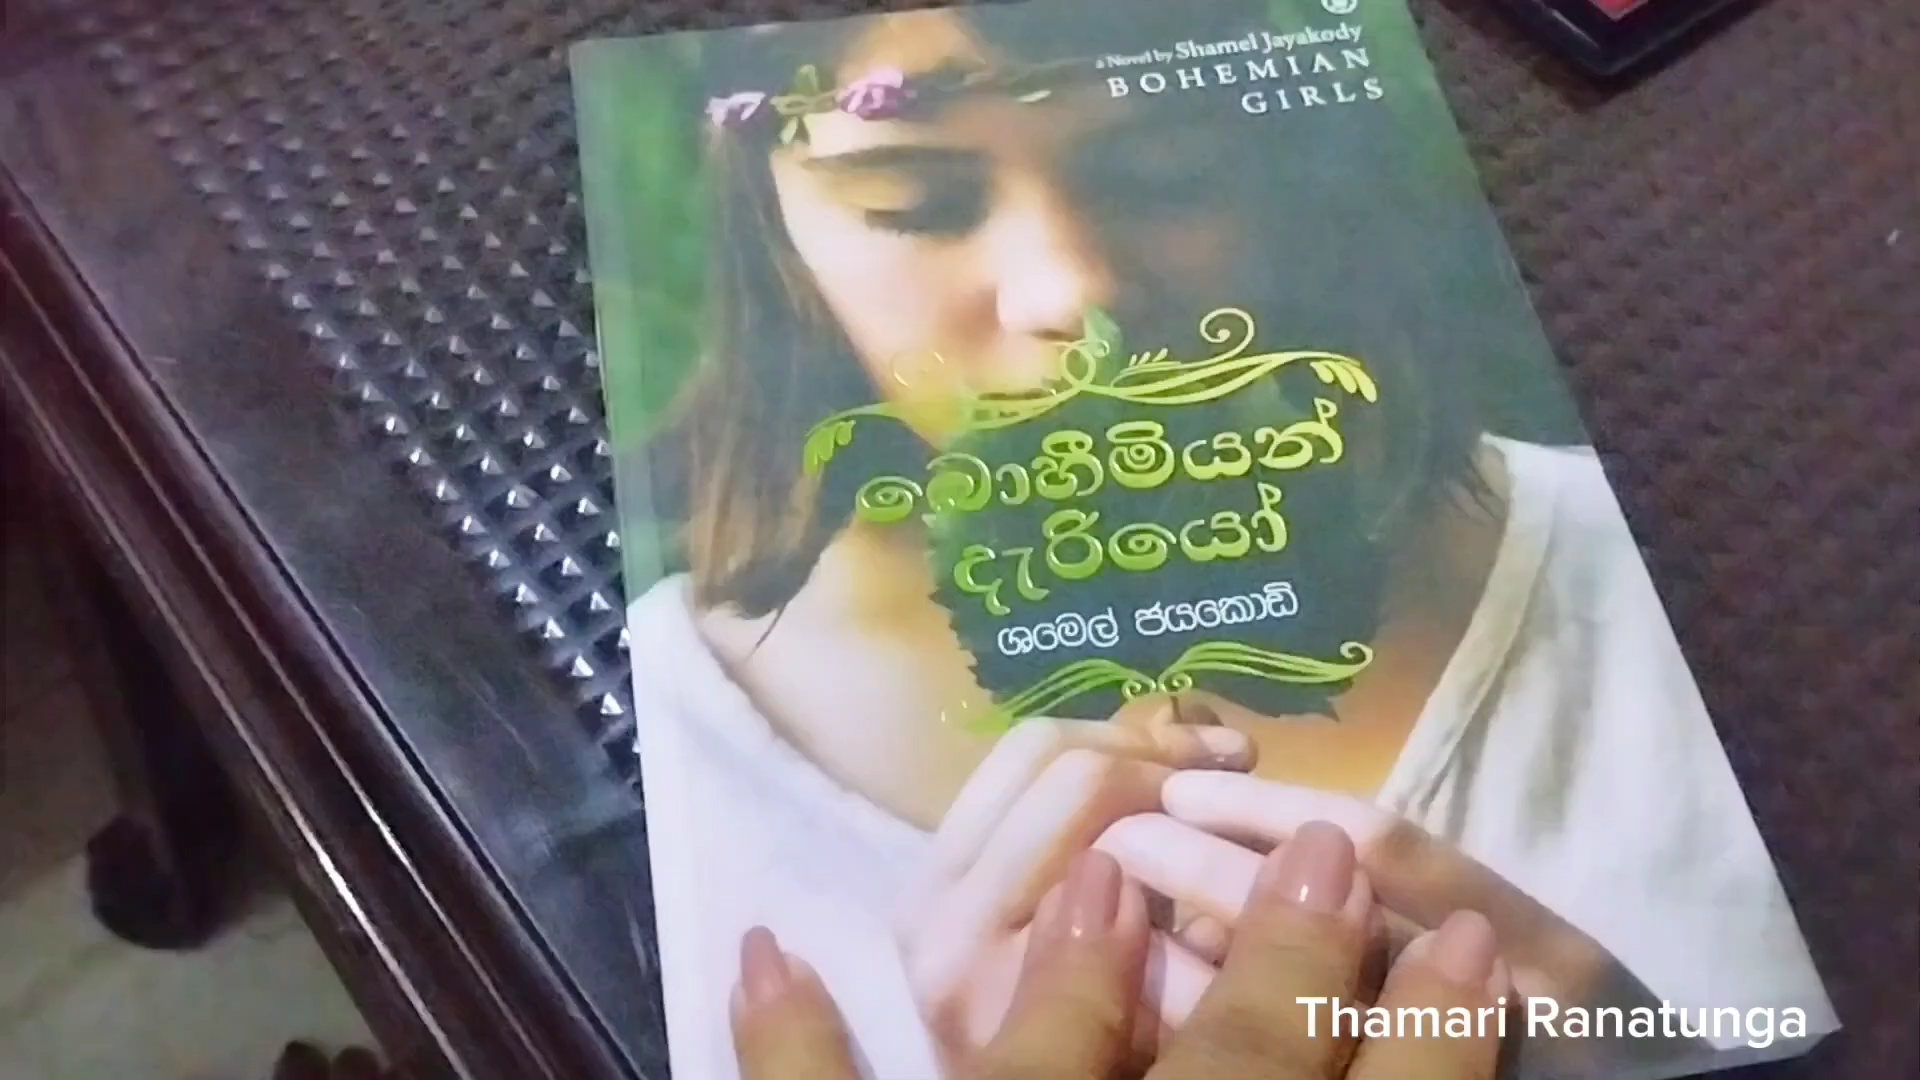 a Novel by Shamel Jayakody
BOHEMIAN
GIRLS
බොහීමියන්
දැරියෝ
ශමෙල් ජයකොඩි
Thamari Ranatunga